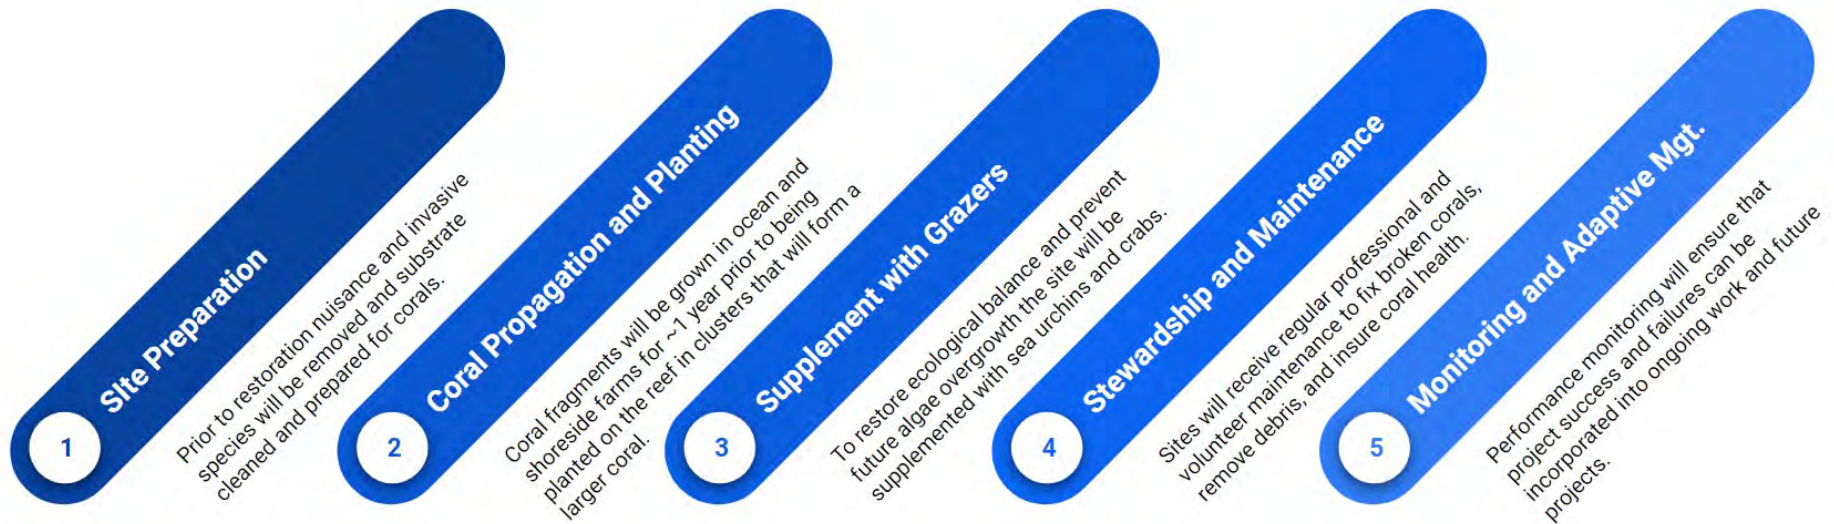 1
SIte Preparation
Prior to restoration nuisance and invasive
species will be removed and substrate
cleaned and prepared for corals.
2
Coral Propagation and Planting
Coral fragments will be grown in ocean and
shoreside farms for ~1 year prior to being
planted on the reef in clusters that will form a
larger coral.
3
Supplement with Grazers
To restore ecological balance and prevent
future algae overgrowth the site will be
supplemented with sea urchins and crabs.
4
Stewardship and Maintenance
Sites will receive regular professional and
volunteer maintenance to fix broken corals,
remove debris, and insure coral health.
5
Monitoring and Adaptive Mgt.
Performance monitoring will ensure that
project success and failures can be
incorporated into ongoing work and future
projects.